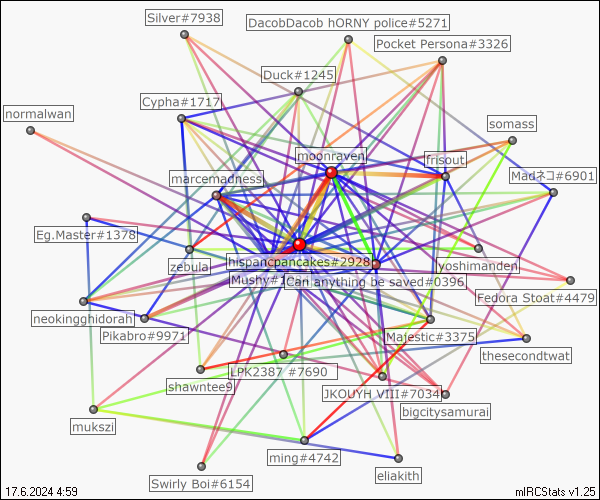 Silver#7938
DacobDacob hORNY police#5271
Pocket Persona#3326
Duck#1245
Cypha#1717
normalwan
somass
moonraven
frisout
marcemadness
Madネコ#6901
Eg.Master#1378
hispancpancakes#2928
zebula
yoshimanden
Can anything be saved#0396
Fedora Stoat#4479
neokingghidorah
Pikabro#9971
Majestic#3375
thesecondtwat
LPK2387 #7690
shawntee9
JKOUYH VIII#7034
bigcitysamurai
mukszi
ming#4742
eliakith
Swirly Boi#6154
17.6.2024 4:59
mIRCStats v1.25